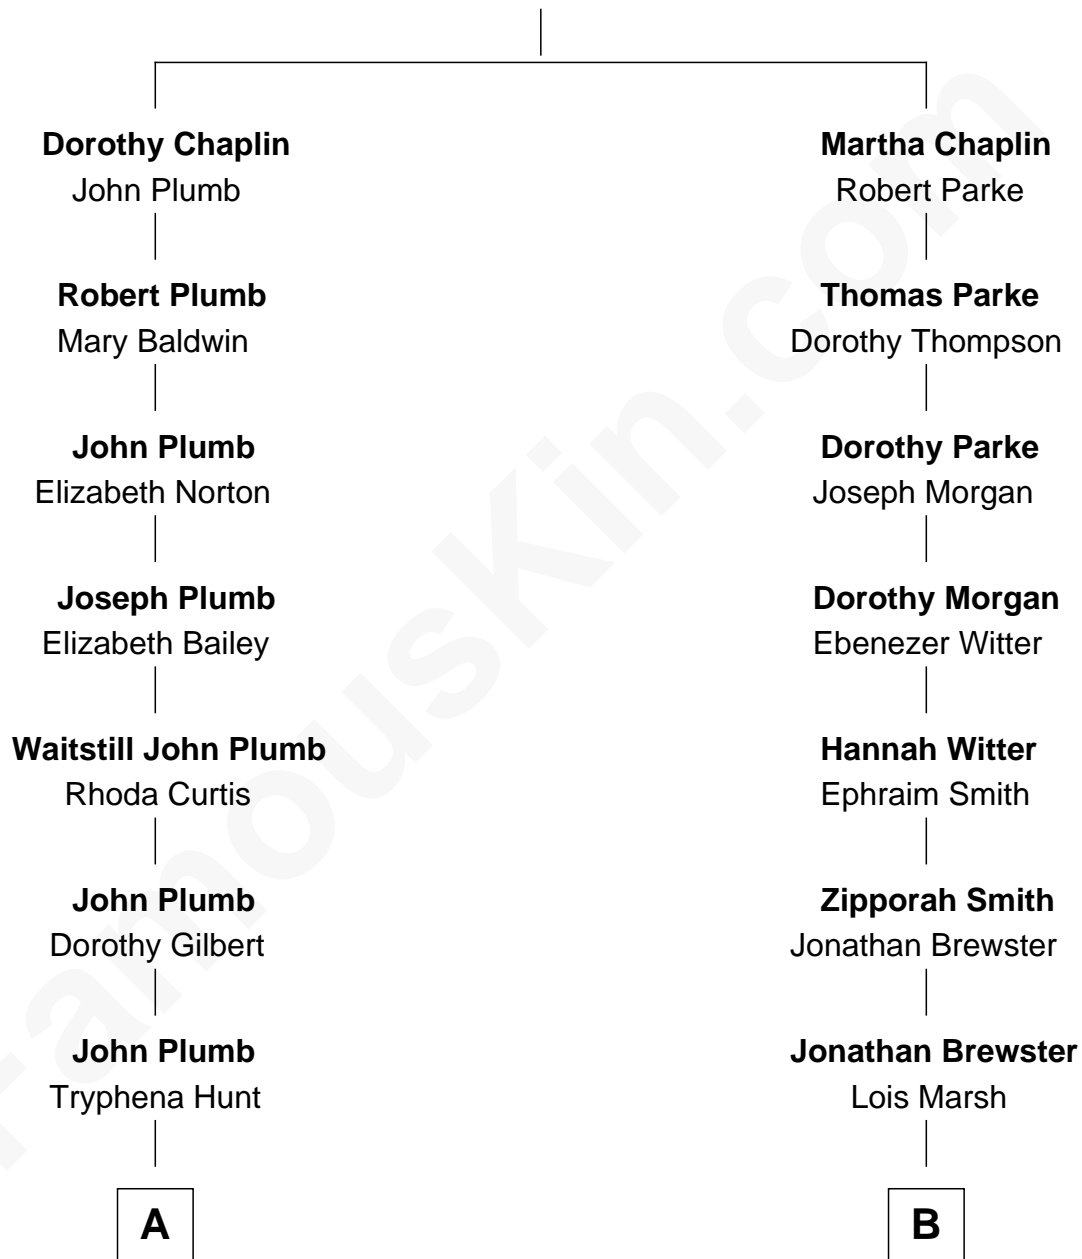 Dorothy Chaplin
John Plumb
Martha Chaplin
Robert Parke
Robert Plumb
Mary Baldwin
Thomas Parke
Dorothy Thompson
John Plumb
Elizabeth Norton
Dorothy Parke
Joseph Morgan
Joseph Plumb
Elizabeth Bailey
Dorothy Morgan
Ebenezer Witter
Waitstill John Plumb
Rhoda Curtis
Hannah Witter
Ephraim Smith
John Plumb
Dorothy Gilbert
Zipporah Smith
Jonathan Brewster
John Plumb
Tryphena Hunt
Jonathan Brewster
Lois Marsh
A
B
FamousKin.com